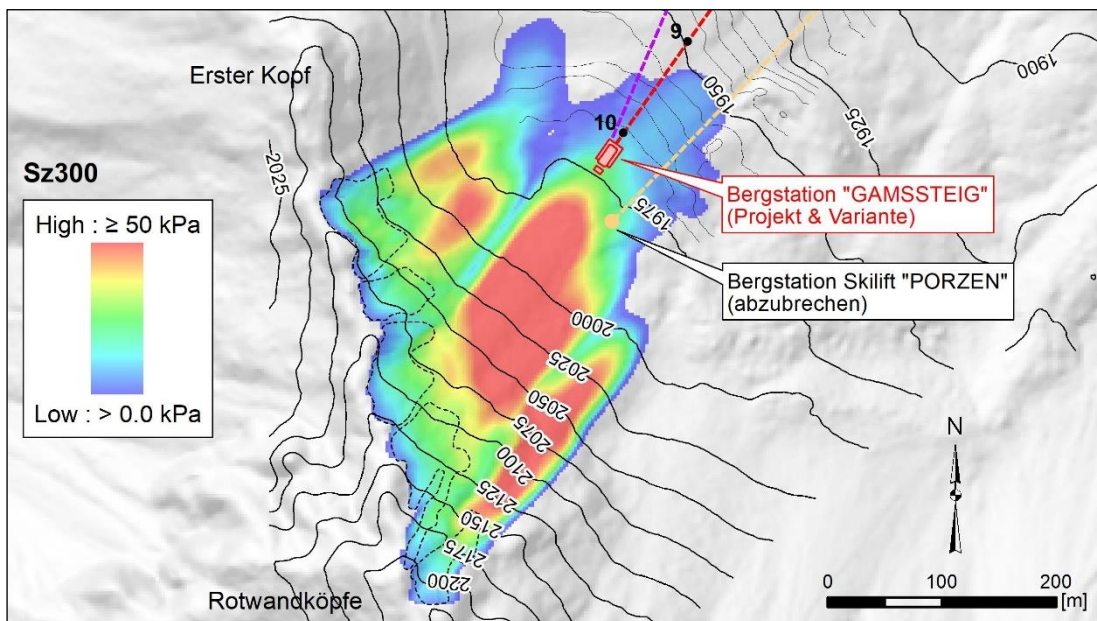 Erster Kopf
Sz300
High : ≥ 50 kPa
Low : > 0.0 kPa
2025
9
10
1950
1925
1900
1975
Bergstation "GAMSSTEIG"
(Projekt & Variante)
Bergstation Skilift "PORZEN"
(abzubrechen)
2000
2025
2050
2075
2100
2125
2150
2175
2200
Rotwandköpfe
N
0 100 200
[m]